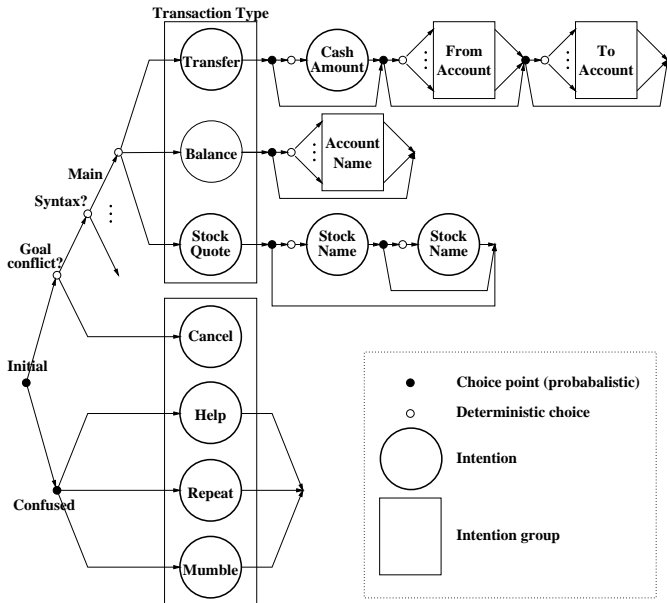 Transaction Type
Transfer
Cash
Amount
From
Account
To
Account
Balance
Account
Name
Main
Syntax?
Stock
Quote
Stock
Name
Stock
Name
Goal
conflict?
Cancel
Initial
Help
Confused
Repeat
Mumble
Choice point (probabalistic)
Deterministic choice
Intention
Intention group